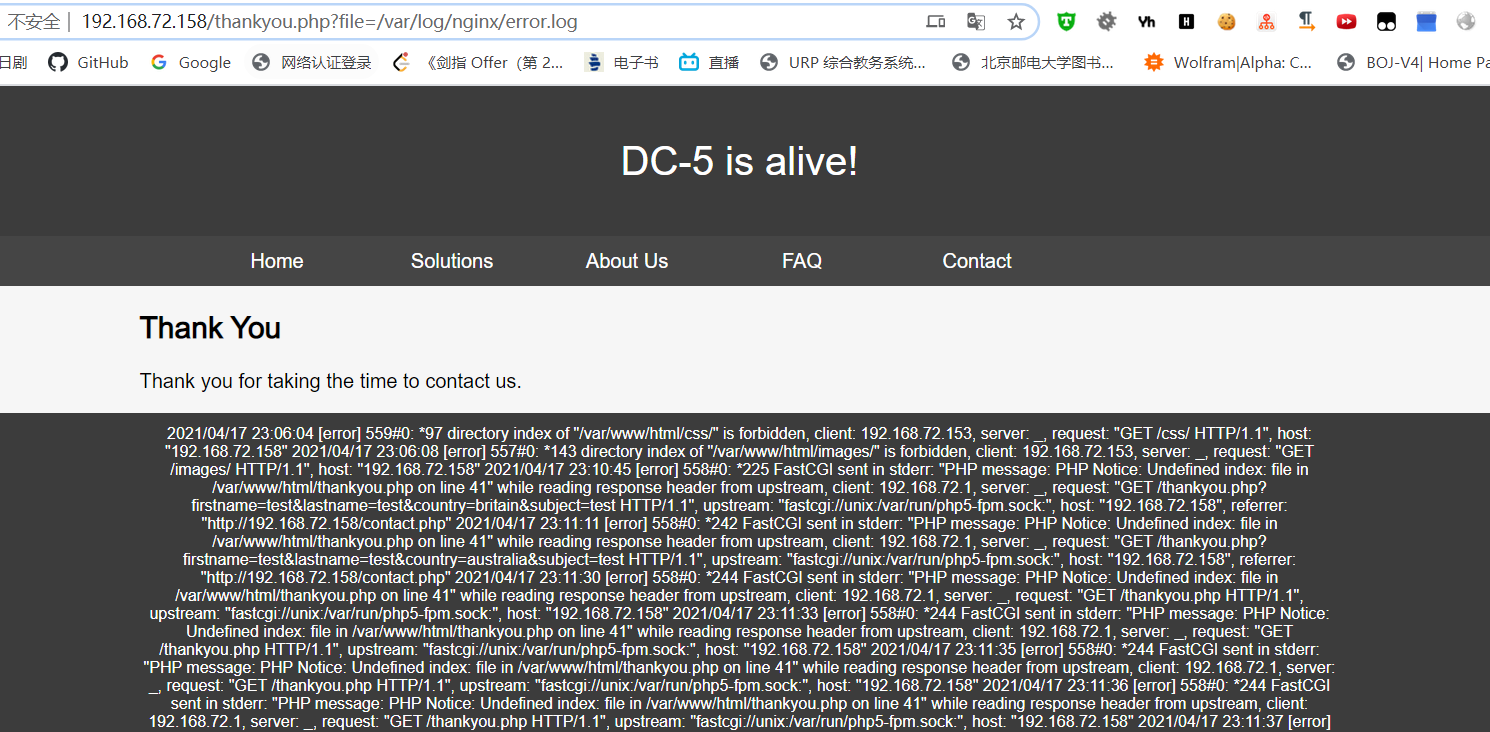 不安全 | 192.168.72.158/thankyou.php?file=/var/log/nginx/error.log
日剧 GitHub Google 网络认证登录 《剑指 Offer（第 2... 电子书 直播 URP 综合教务系统... 北京邮电大学图书... Wolfram|Alpha: C... BOJ-V4| Home Pa
DC-5 is alive!
Home Solutions About Us FAQ Contact
Thank You
Thank you for taking the time to contact us.
2021/04/17 23:06:04 [error] 559#0: *97 directory index of "/var/www/html/css/" is forbidden, client: 192.168.72.153, server: _, request: "GET /css/ HTTP/1.1", host:
"192.168.72.158" 2021/04/17 23:06:08 [error] 557#0: *143 directory index of "/var/www/html/images/" is forbidden, client: 192.168.72.153, server: _, request: "GET
/images/ HTTP/1.1", host: "192.168.72.158" 2021/04/17 23:10:45 [error] 558#0: *225 FastCGI sent in stderr: "PHP message: PHP Notice: Undefined index: file in
/var/www/html/thankyou.php on line 41" while reading response header from upstream, client: 192.168.72.1, server: _, request: "GET /thankyou.php?
firstname=test&lastname=test&country=britain&subject=test HTTP/1.1", upstream: "fastcgi://unix:/var/run/php5-fpm.sock:", host: "192.168.72.158", referrer:
"http://192.168.72.158/contact.php" 2021/04/17 23:11:11 [error] 558#0: *242 FastCGI sent in stderr: "PHP message: PHP Notice: Undefined index: file in
/var/www/html/thankyou.php on line 41" while reading response header from upstream, client: 192.168.72.1, server: _, request: "GET /thankyou.php?
firstname=test&lastname=test&country=australia&subject=test HTTP/1.1", upstream: "fastcgi://unix:/var/run/php5-fpm.sock:", host: "192.168.72.158", referrer:
"http://192.168.72.158/contact.php" 2021/04/17 23:11:30 [error] 558#0: *244 FastCGI sent in stderr: "PHP message: PHP Notice: Undefined index: file in
/var/www/html/thankyou.php on line 41" while reading response header from upstream, client: 192.168.72.1, server: _, request: "GET /thankyou.php HTTP/1.1",
upstream: "fastcgi://unix:/var/run/php5-fpm.sock:", host: "192.168.72.158" 2021/04/17 23:11:33 [error] 558#0: *244 FastCGI sent in stderr: "PHP message: PHP Notice:
Undefined index: file in /var/www/html/thankyou.php on line 41" while reading response header from upstream, client: 192.168.72.1, server: _, request: "GET
/thankyou.php HTTP/1.1", upstream: "fastcgi://unix:/var/run/php5-fpm.sock:", host: "192.168.72.158" 2021/04/17 23:11:35 [error] 558#0: *244 FastCGI sent in stderr:
"PHP message: PHP Notice: Undefined index: file in /var/www/html/thankyou.php on line 41" while reading response header from upstream, client: 192.168.72.1, server:
_, request: "GET /thankyou.php HTTP/1.1", upstream: "fastcgi://unix:/var/run/php5-fpm.sock:", host: "192.168.72.158" 2021/04/17 23:11:36 [error] 558#0: *244 FastCGI
sent in stderr: "PHP message: PHP Notice: Undefined index: file in /var/www/html/thankyou.php on line 41" while reading response header from upstream, client:
192.168.72.1, server: _, request: "GET /thankyou.php HTTP/1.1", upstream: "fastcgi://unix:/var/run/php5-fpm.sock:", host: "192.168.72.158" 2021/04/17 23:11:37 [error]